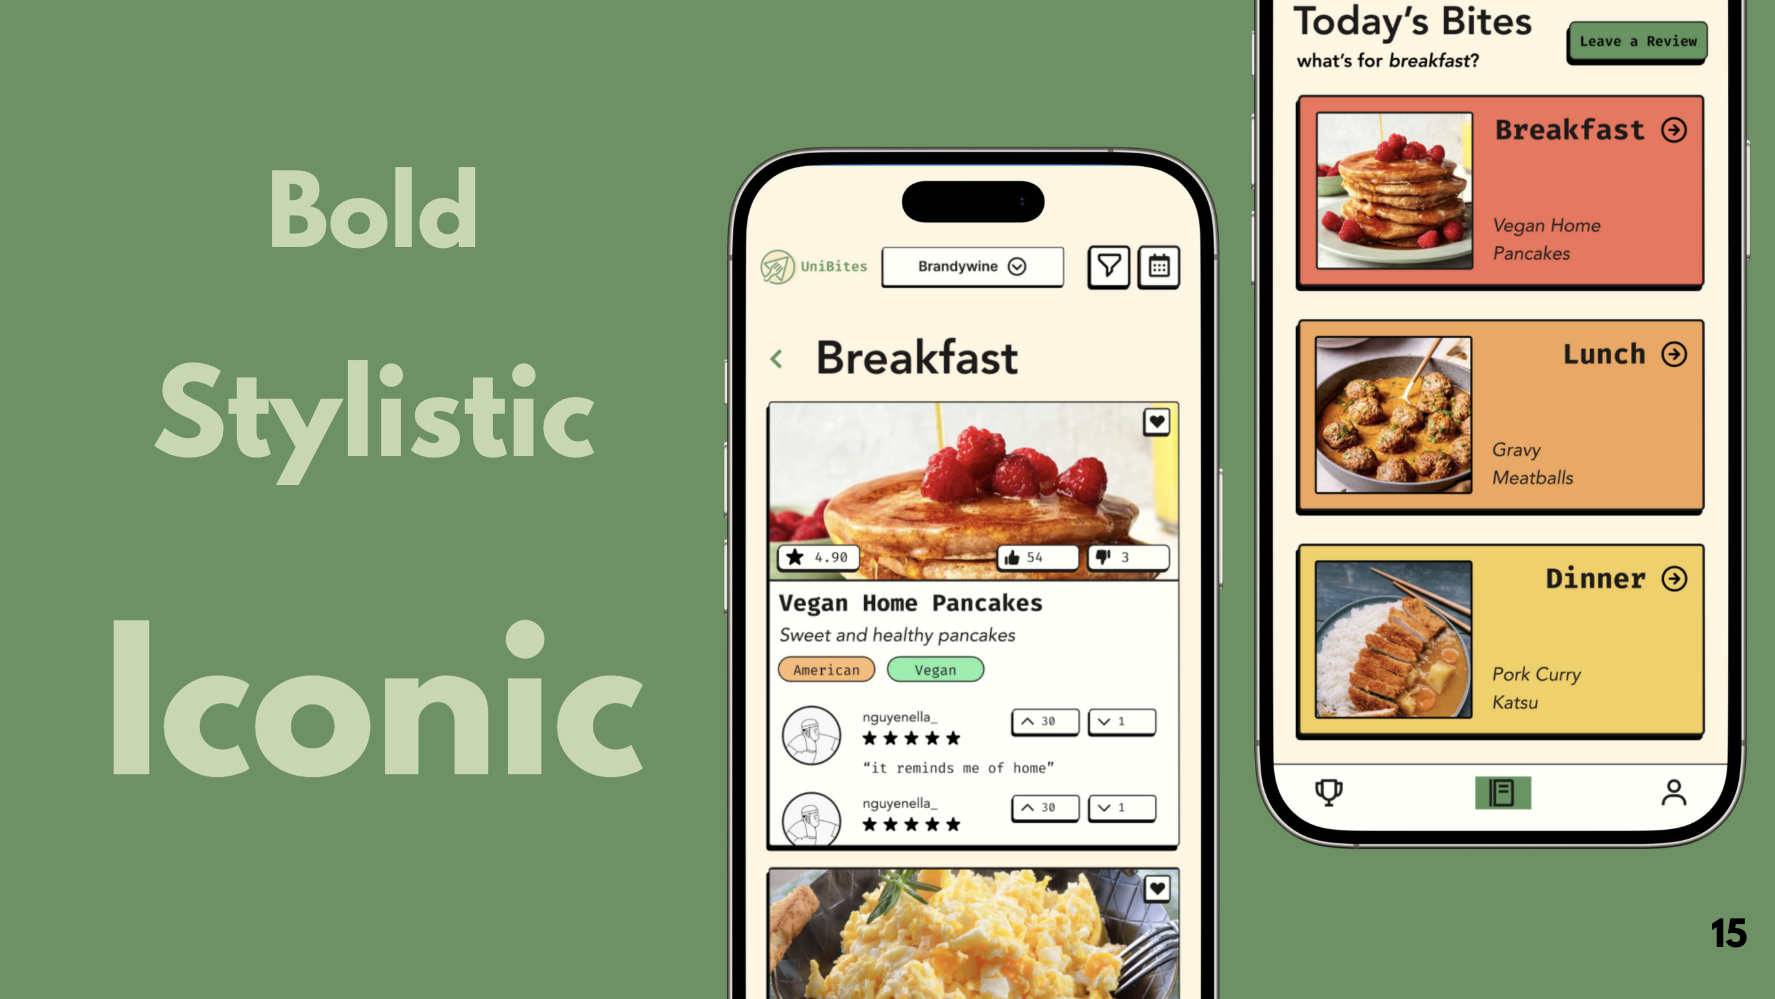 Bold
Stylistic
Iconic
UniBites
Brandywine
Breakfast
4.90
54
3
Vegan Home Pancakes
Sweet and healthy pancakes
American
Vegan
nguyenella_
30
1
“it reminds me of home”
nguyenella_
30
1
Today’s Bites
what’s for breakfast?
Leave a Review
Breakfast
Vegan Home
Pancakes
Lunch
Gravy
Meatballs
Dinner
Pork Curry
Katsu
15